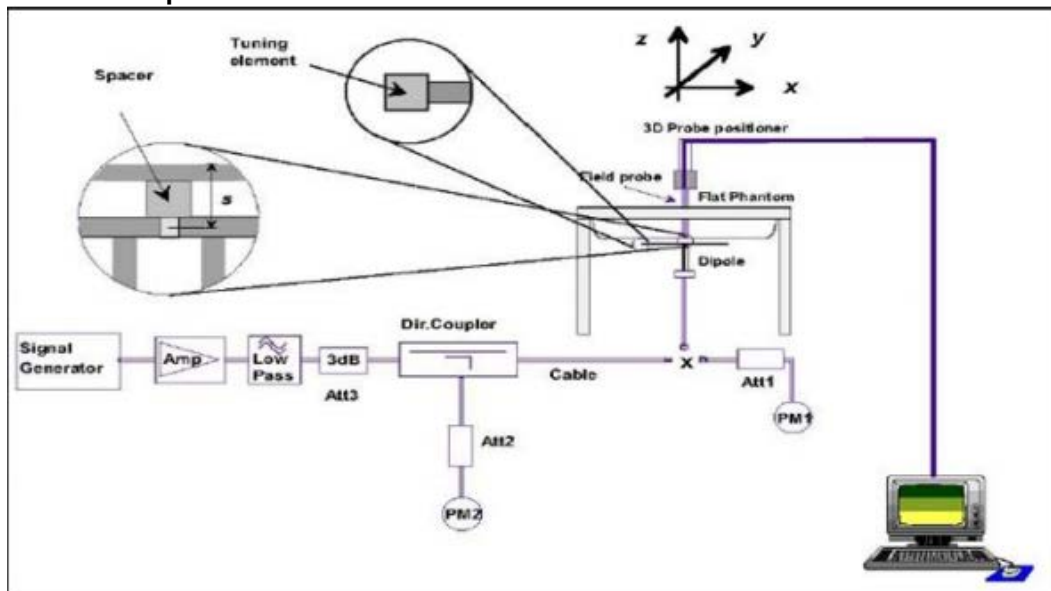 Tuning
element
Spacer
s
z
y
x
3D Probe positioner
Field probe
Flat Phantom
Dipole
Signal
Generator
Amp
Low
Pass
3dB
Att3
Dir.Coupler
Cable
x
Att1
PM1
Att2
PM2